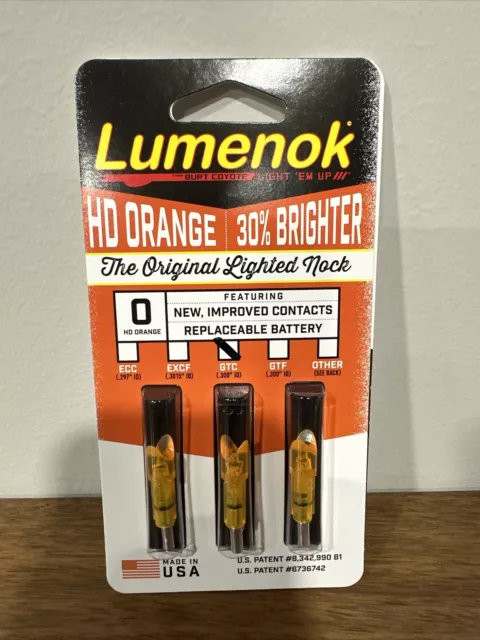 Lumenok
FROM BURT COYOTE LIGHT 'EM UP
HD ORANGE 30% BRIGHTER
The Original Lighted Nock
O
HD ORANGE
FEATURING
NEW, IMPROVED CONTACTS
REPLACEABLE BATTERY
ECC EXCF GTC GTF OTHER
(.297" ID) (.3015" ID) (.300" ID) (.300" ID) (SEE BACK)
MADE IN
USA
U.S. PATENT #8,342,990 B1
U.S. PATENT #6736742